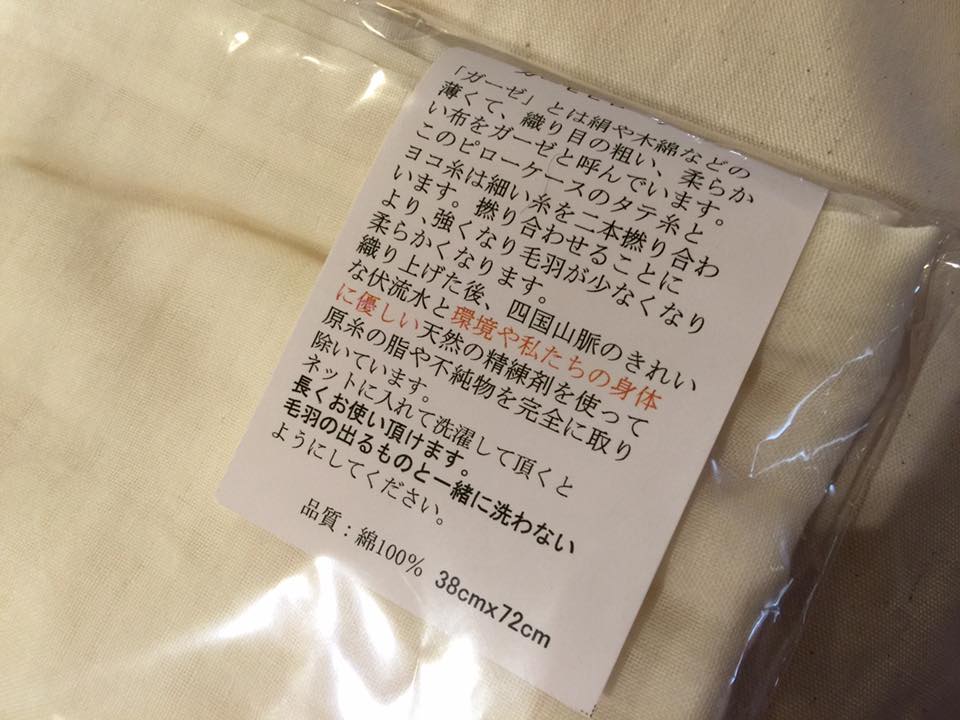 「ガーゼ」とは絹や木綿などの
薄くて、織り目の粗い、柔らか
い布をガーゼと呼んでいます。
このピローケースのタテ糸と
ヨコ糸は細い糸を二本撚り合わ
います。撚り合わせることに
より、強くなり毛羽が少なくなり
柔らかくなります。
織り上げた後、四国山脈のきれい
な伏流水と環境や私たちの身体
に優しい天然の精練剤を使って
原糸の脂や不純物を完全に取り
除いています。
ネットに入れて洗濯して頂くと
長くお使い頂けます。
毛羽の出るものと一緒に洗わない
ようにしてください。
品質:綿100% 38cmx72cm